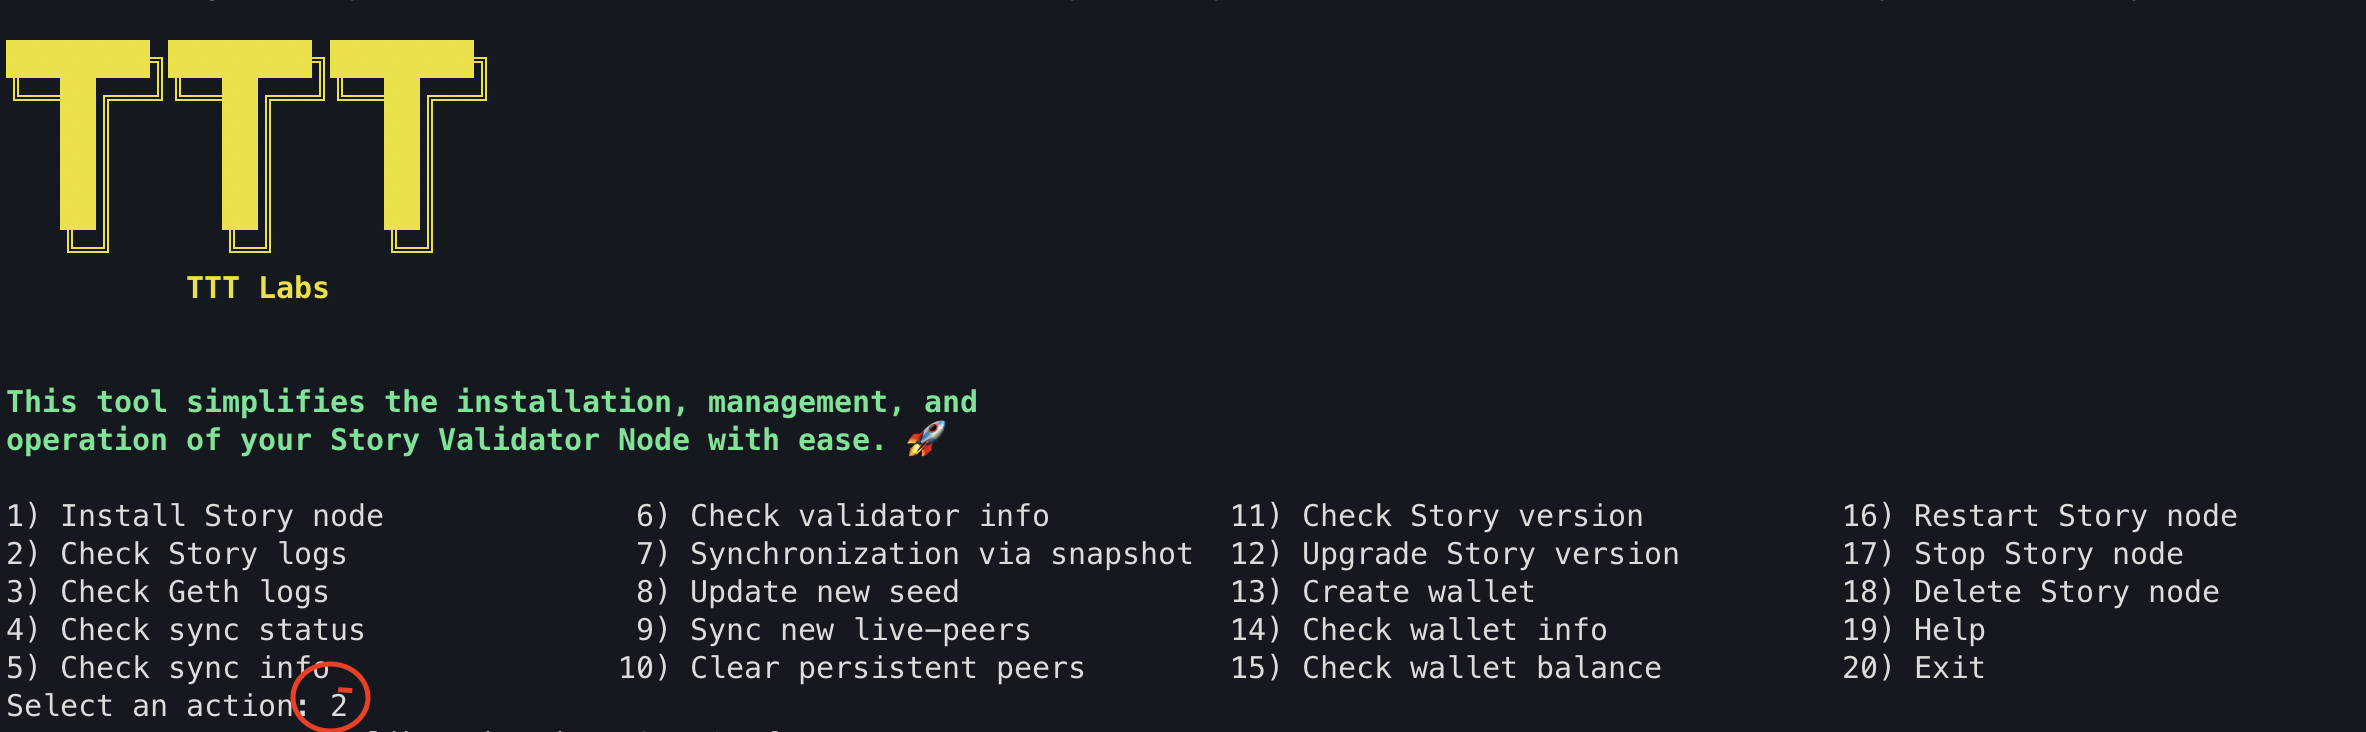 TTT
TTT Labs
This tool simplifies the installation, management, and
operation of your Story Validator Node with ease. 🚀
1) Install Story node 6) Check validator info 11) Check Story version 16) Restart Story node
2) Check Story logs 7) Synchronization via snapshot 12) Upgrade Story version 17) Stop Story node
3) Check Geth logs 8) Update new seed 13) Create wallet 18) Delete Story node
4) Check sync status 9) Sync new live-peers 14) Check wallet info 19) Help
5) Check sync info 10) Clear persistent peers 15) Check wallet balance 20) Exit
Select an action: 2